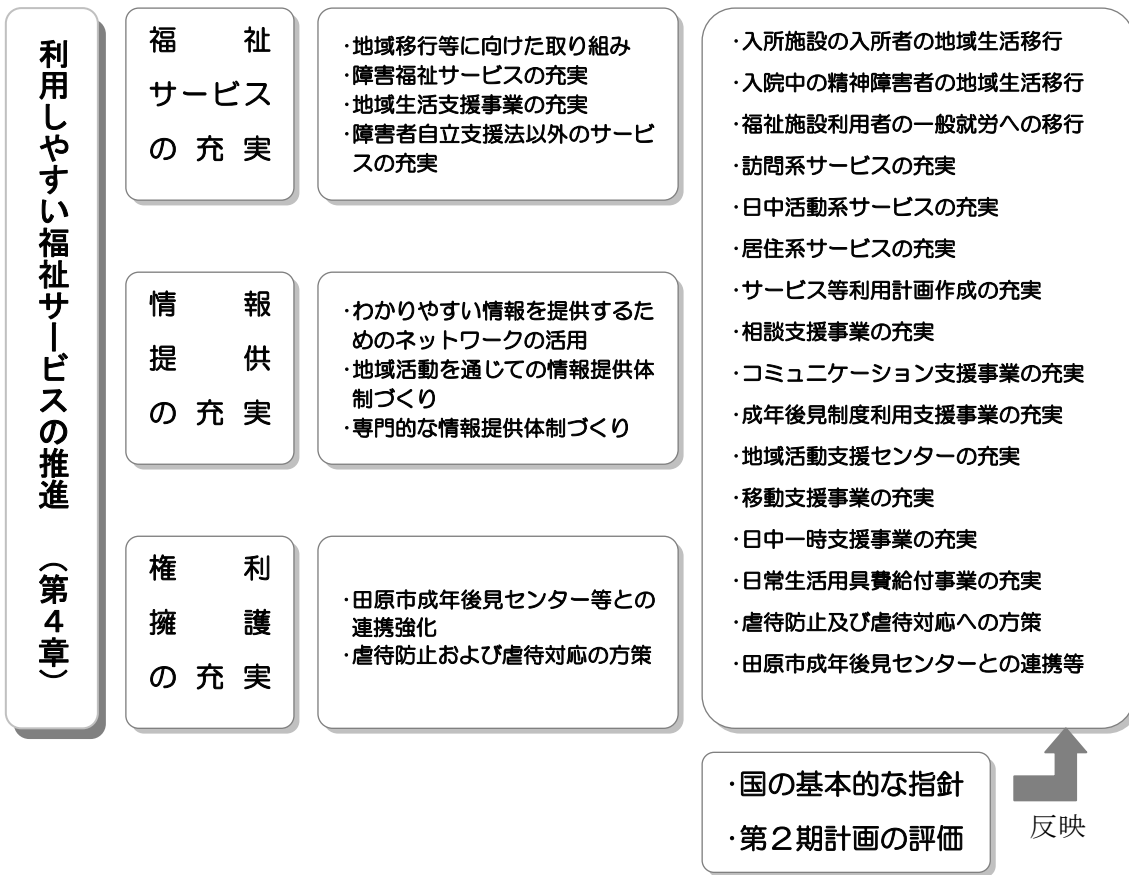 利用しやすい福祉サービスの推進 （第４章）
福祉
サービス
の充実
･地域移行等に向けた取り組み
･障害福祉サービスの充実
･地域生活支援事業の充実
･障害者自立支援法以外のサービ
スの充実
情報
提供
の充実
･わかりやすい情報を提供するた
めのネットワークの活用
･地域活動を通じての情報提供体
制づくり
･専門的な情報提供体制づくり
権利
擁護
の充実
･田原市成年後見センター等との
連携強化
･虐待防止および虐待対応の方策
･入所施設の入所者の地域生活移行
･入院中の精神障害者の地域生活移行
･福祉施設利用者の一般就労への移行
･訪問系サービスの充実
･日中活動系サービスの充実
･居住系サービスの充実
･サービス等利用計画作成の充実
･相談支援事業の充実
･コミュニケーション支援事業の充実
･成年後見制度利用支援事業の充実
･地域活動支援センターの充実
･移動支援事業の充実
･日中一時支援事業の充実
･日常生活用具費給付事業の充実
･虐待防止及び虐待対応への方策
･田原市成年後見センターとの連携等
･国の基本的な指針
･第２期計画の評価
反映